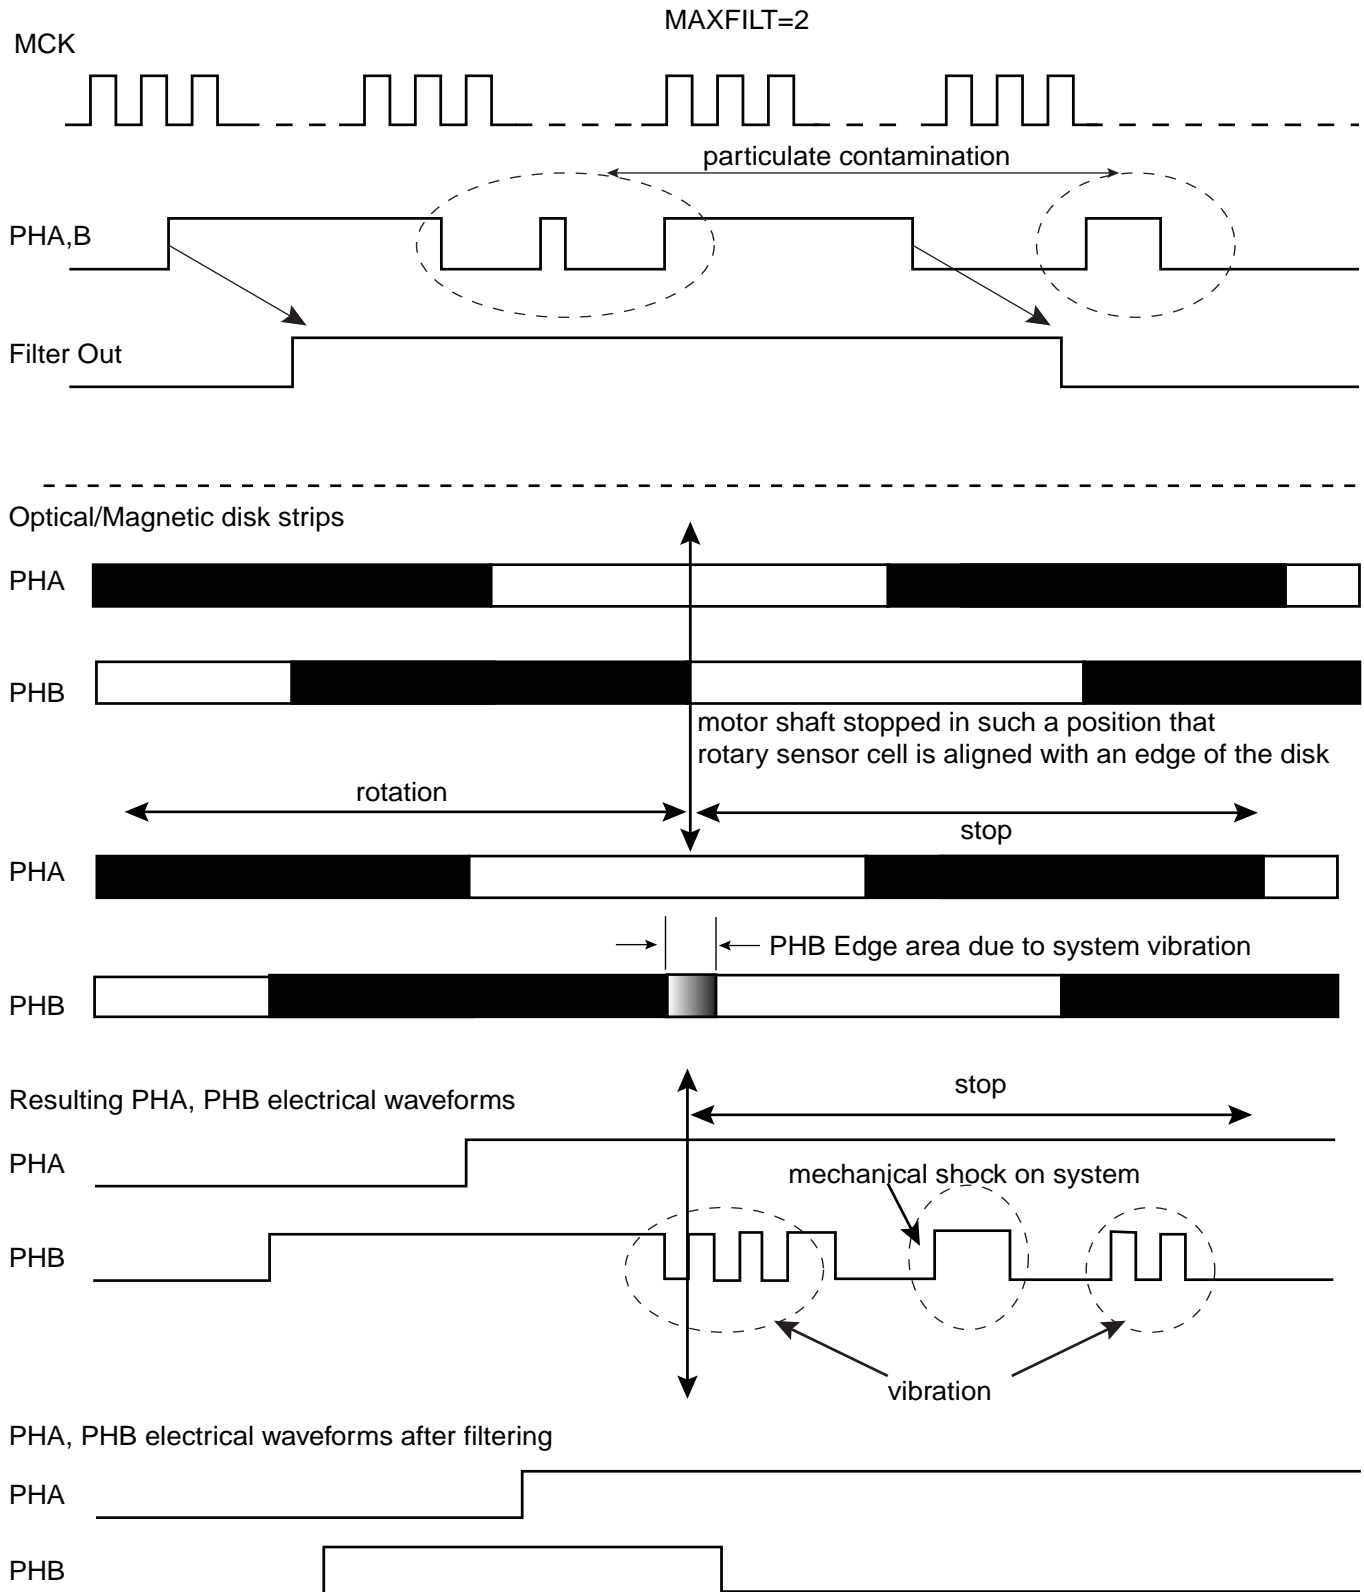 MAXFILT=2
MCK
particulate contamination
PHA,B
Filter Out
Optical/Magnetic disk strips
PHA
PHB
motor shaft stopped in such a position that
rotary sensor cell is aligned with an edge of the disk
rotation
stop
PHA
PHB Edge area due to system vibration
PHB
stop
Resulting PHA, PHB electrical waveforms
PHA
mechanical shock on system
PHB
vibration
PHA, PHB electrical waveforms after filtering
PHA
PHB